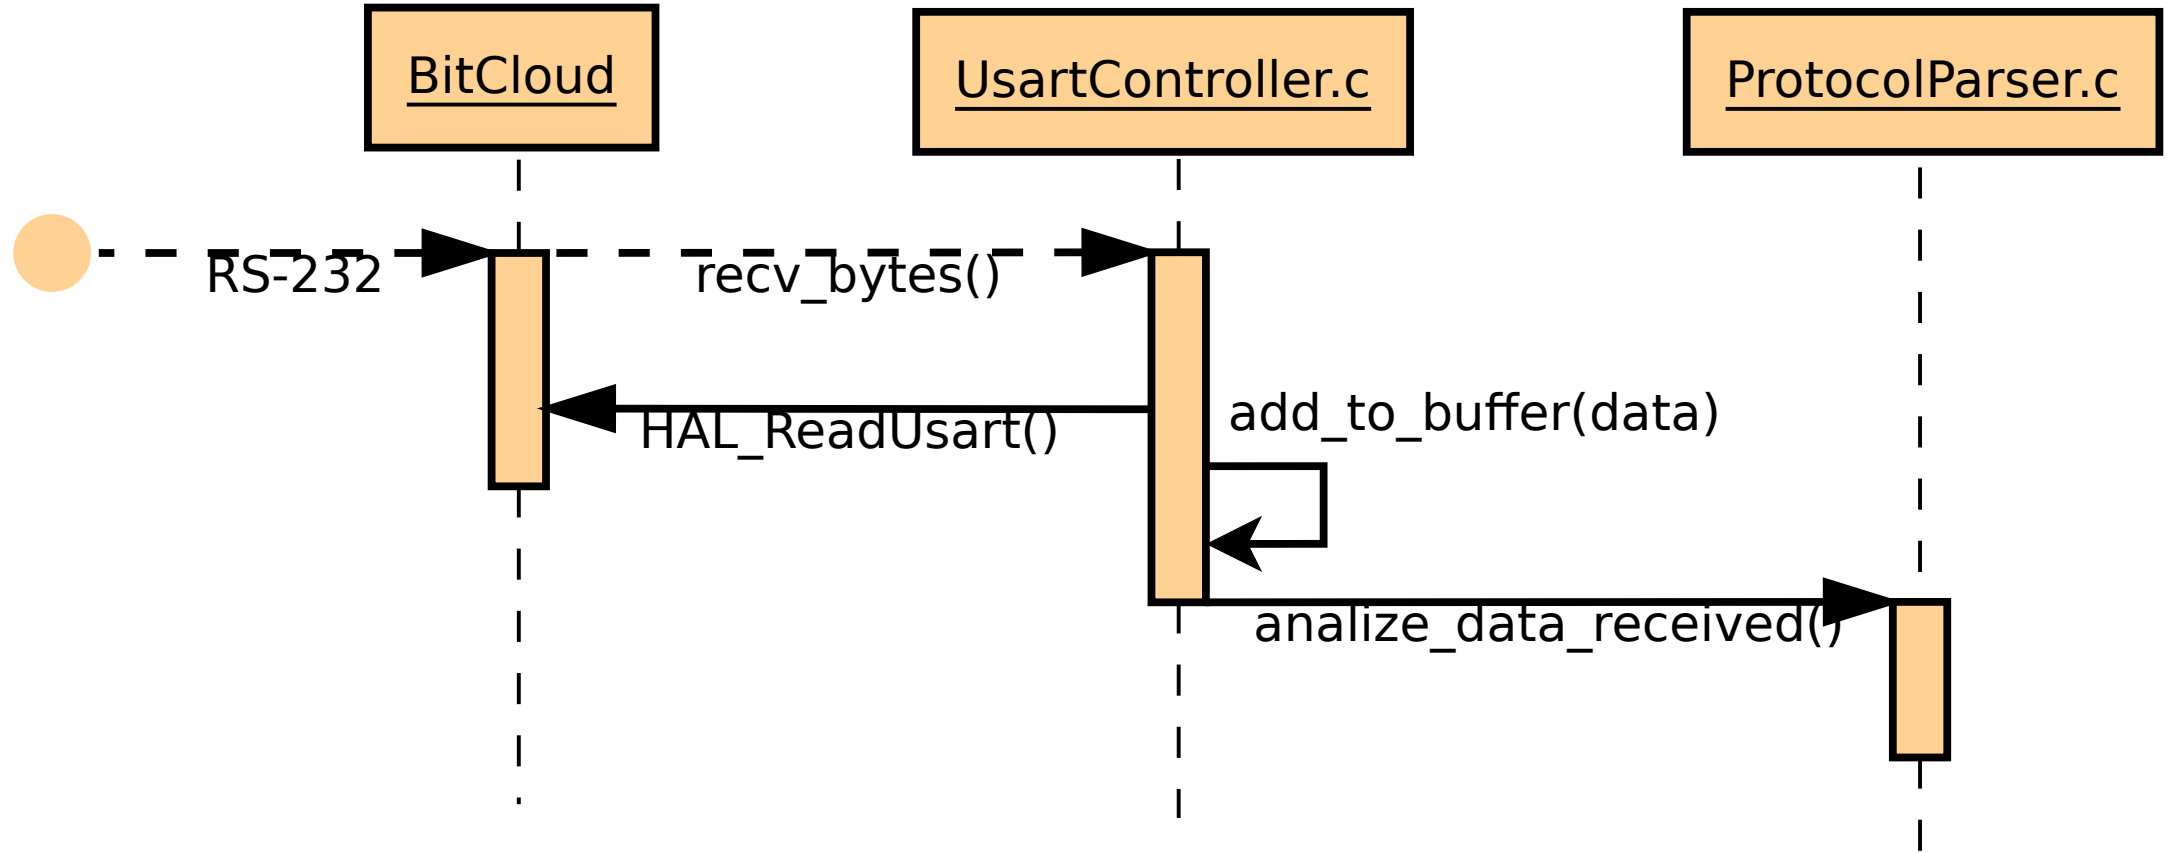 BitCloud
UsartController.c
ProtocolParser.c
RS-232
recv_bytes()
HAL_ReadUsart()
add_to_buffer(data)
analize_data_received()